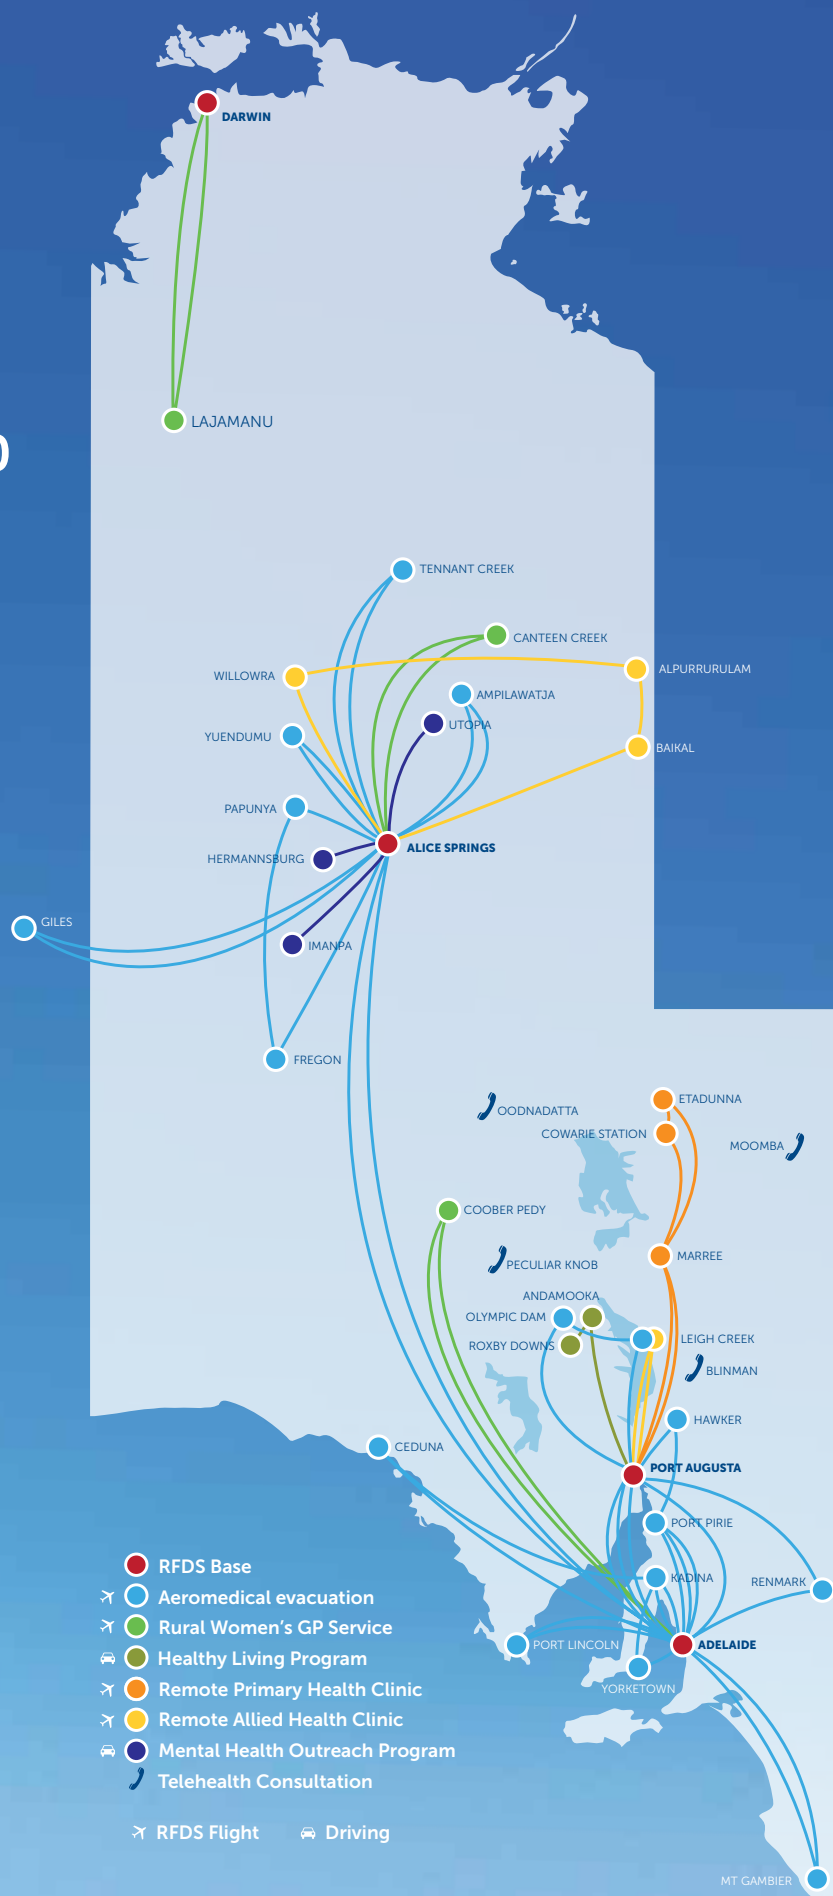 DARWIN
LAJAMANU
TENNANT CREEK
CANTEEN CREEK
ALPURRURULAM
WILLOWRA
AMPILAWATJA
UTOPIA
YUENDUMU
BAIKAL
PAPUNYA
ALICE SPRINGS
HERMANNSBURG
GILES
IMANPA
FREGON
ETADUNNA
OODNADATTA
COWARIE STATION
MOOMBA
COOBER PEDY
MARREE
PECULIAR KNOB
ANDAMOOKA
OLYMPIC DAM
LEIGH CREEK
ROXBY DOWNS
BLINMAN
HAWKER
CEDUNA
PORT AUGUSTA
PORT PIRIE
KADINA
RENMARK
PORT LINCOLN
ADELAIDE
YORKETOWN
MT GAMBIER
RFDS Base
Aeromedical evacuation
Rural Women's GP Service
Healthy Living Program
Remote Primary Health Clinic
Remote Allied Health Clinic
Mental Health Outreach Program
Telehealth Consultation
RFDS Flight
Driving